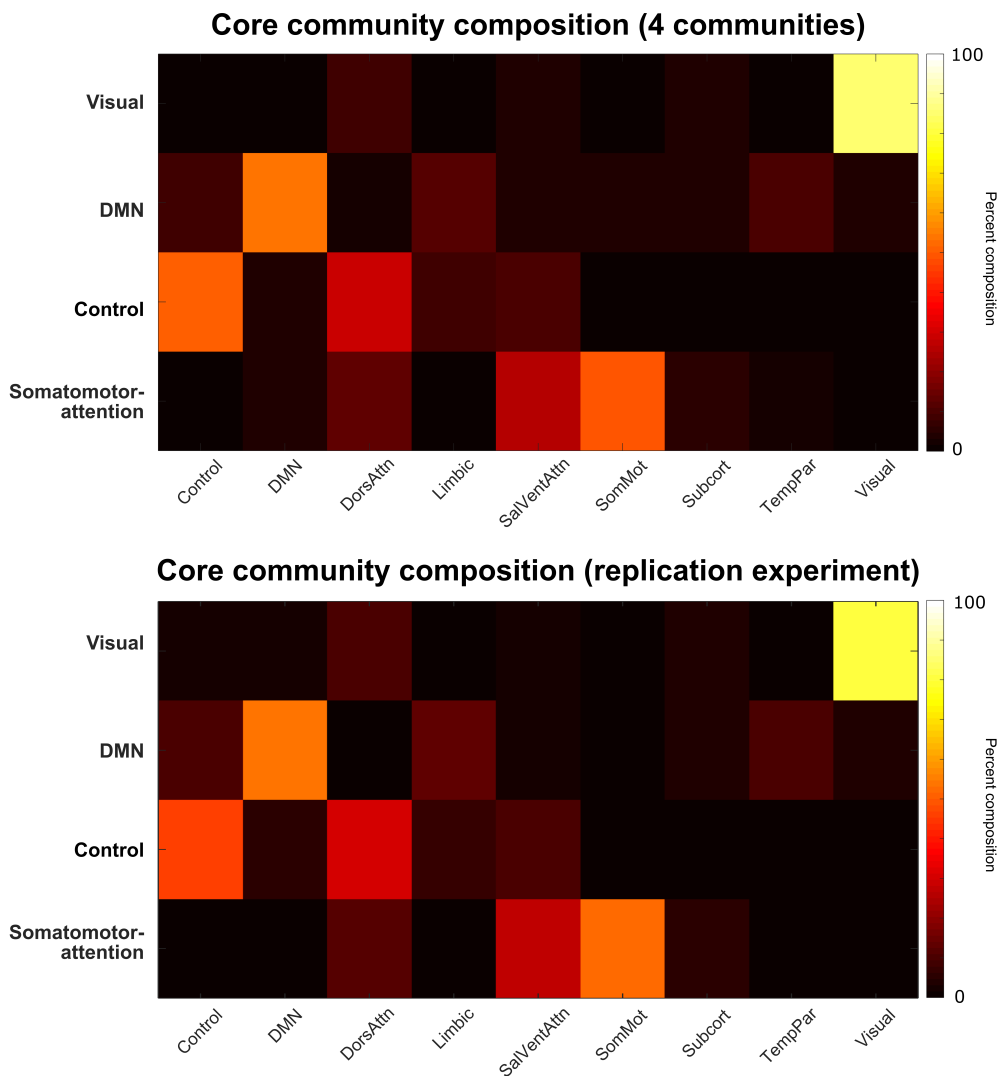 Core community composition (4 communities)
100
Visual
DMN
Control
Somatomotor-
attention
Percent composition
0
Control
DMN
DorsAttn
Limbic
SalVentAttn
SomMot
Subcort
TempPar
Visual
Core community composition (replication experiment)
100
Visual
DMN
Control
Somatomotor-
attention
Percent composition
0
Control
DMN
DorsAttn
Limbic
SalVentAttn
SomMot
Subcort
TempPar
Visual